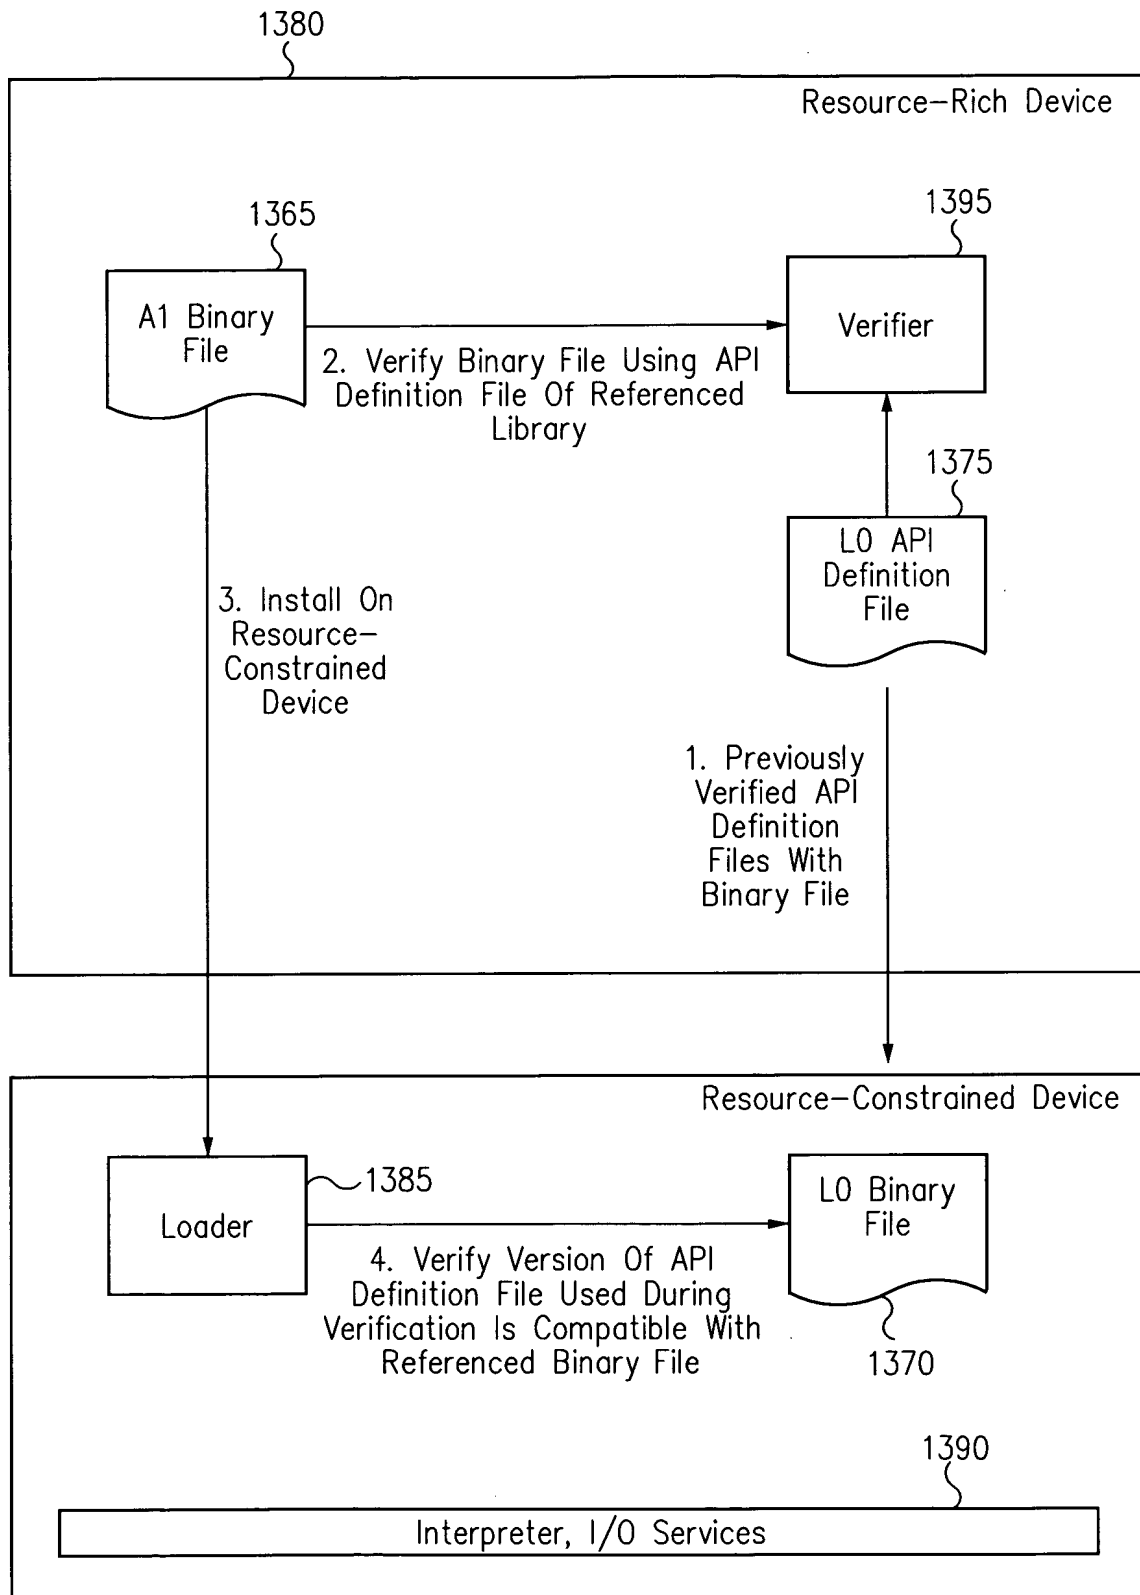 1380
Resource-Rich Device
1365
1395
A1 Binary
File
Verifier
2. Verify Binary File Using API
Definition File Of Referenced
Library
1375
L0 API
Definition
File
3. Install On
Resource-
Constrained
Device
1. Previously
Verified API
Definition
Files With
Binary File
Resource-Constrained Device
Loader
1385
L0 Binary
File
4. Verify Version Of API
Definition File Used During
Verification Is Compatible With
Referenced Binary File
1370
1390
Interpreter, I/O Services